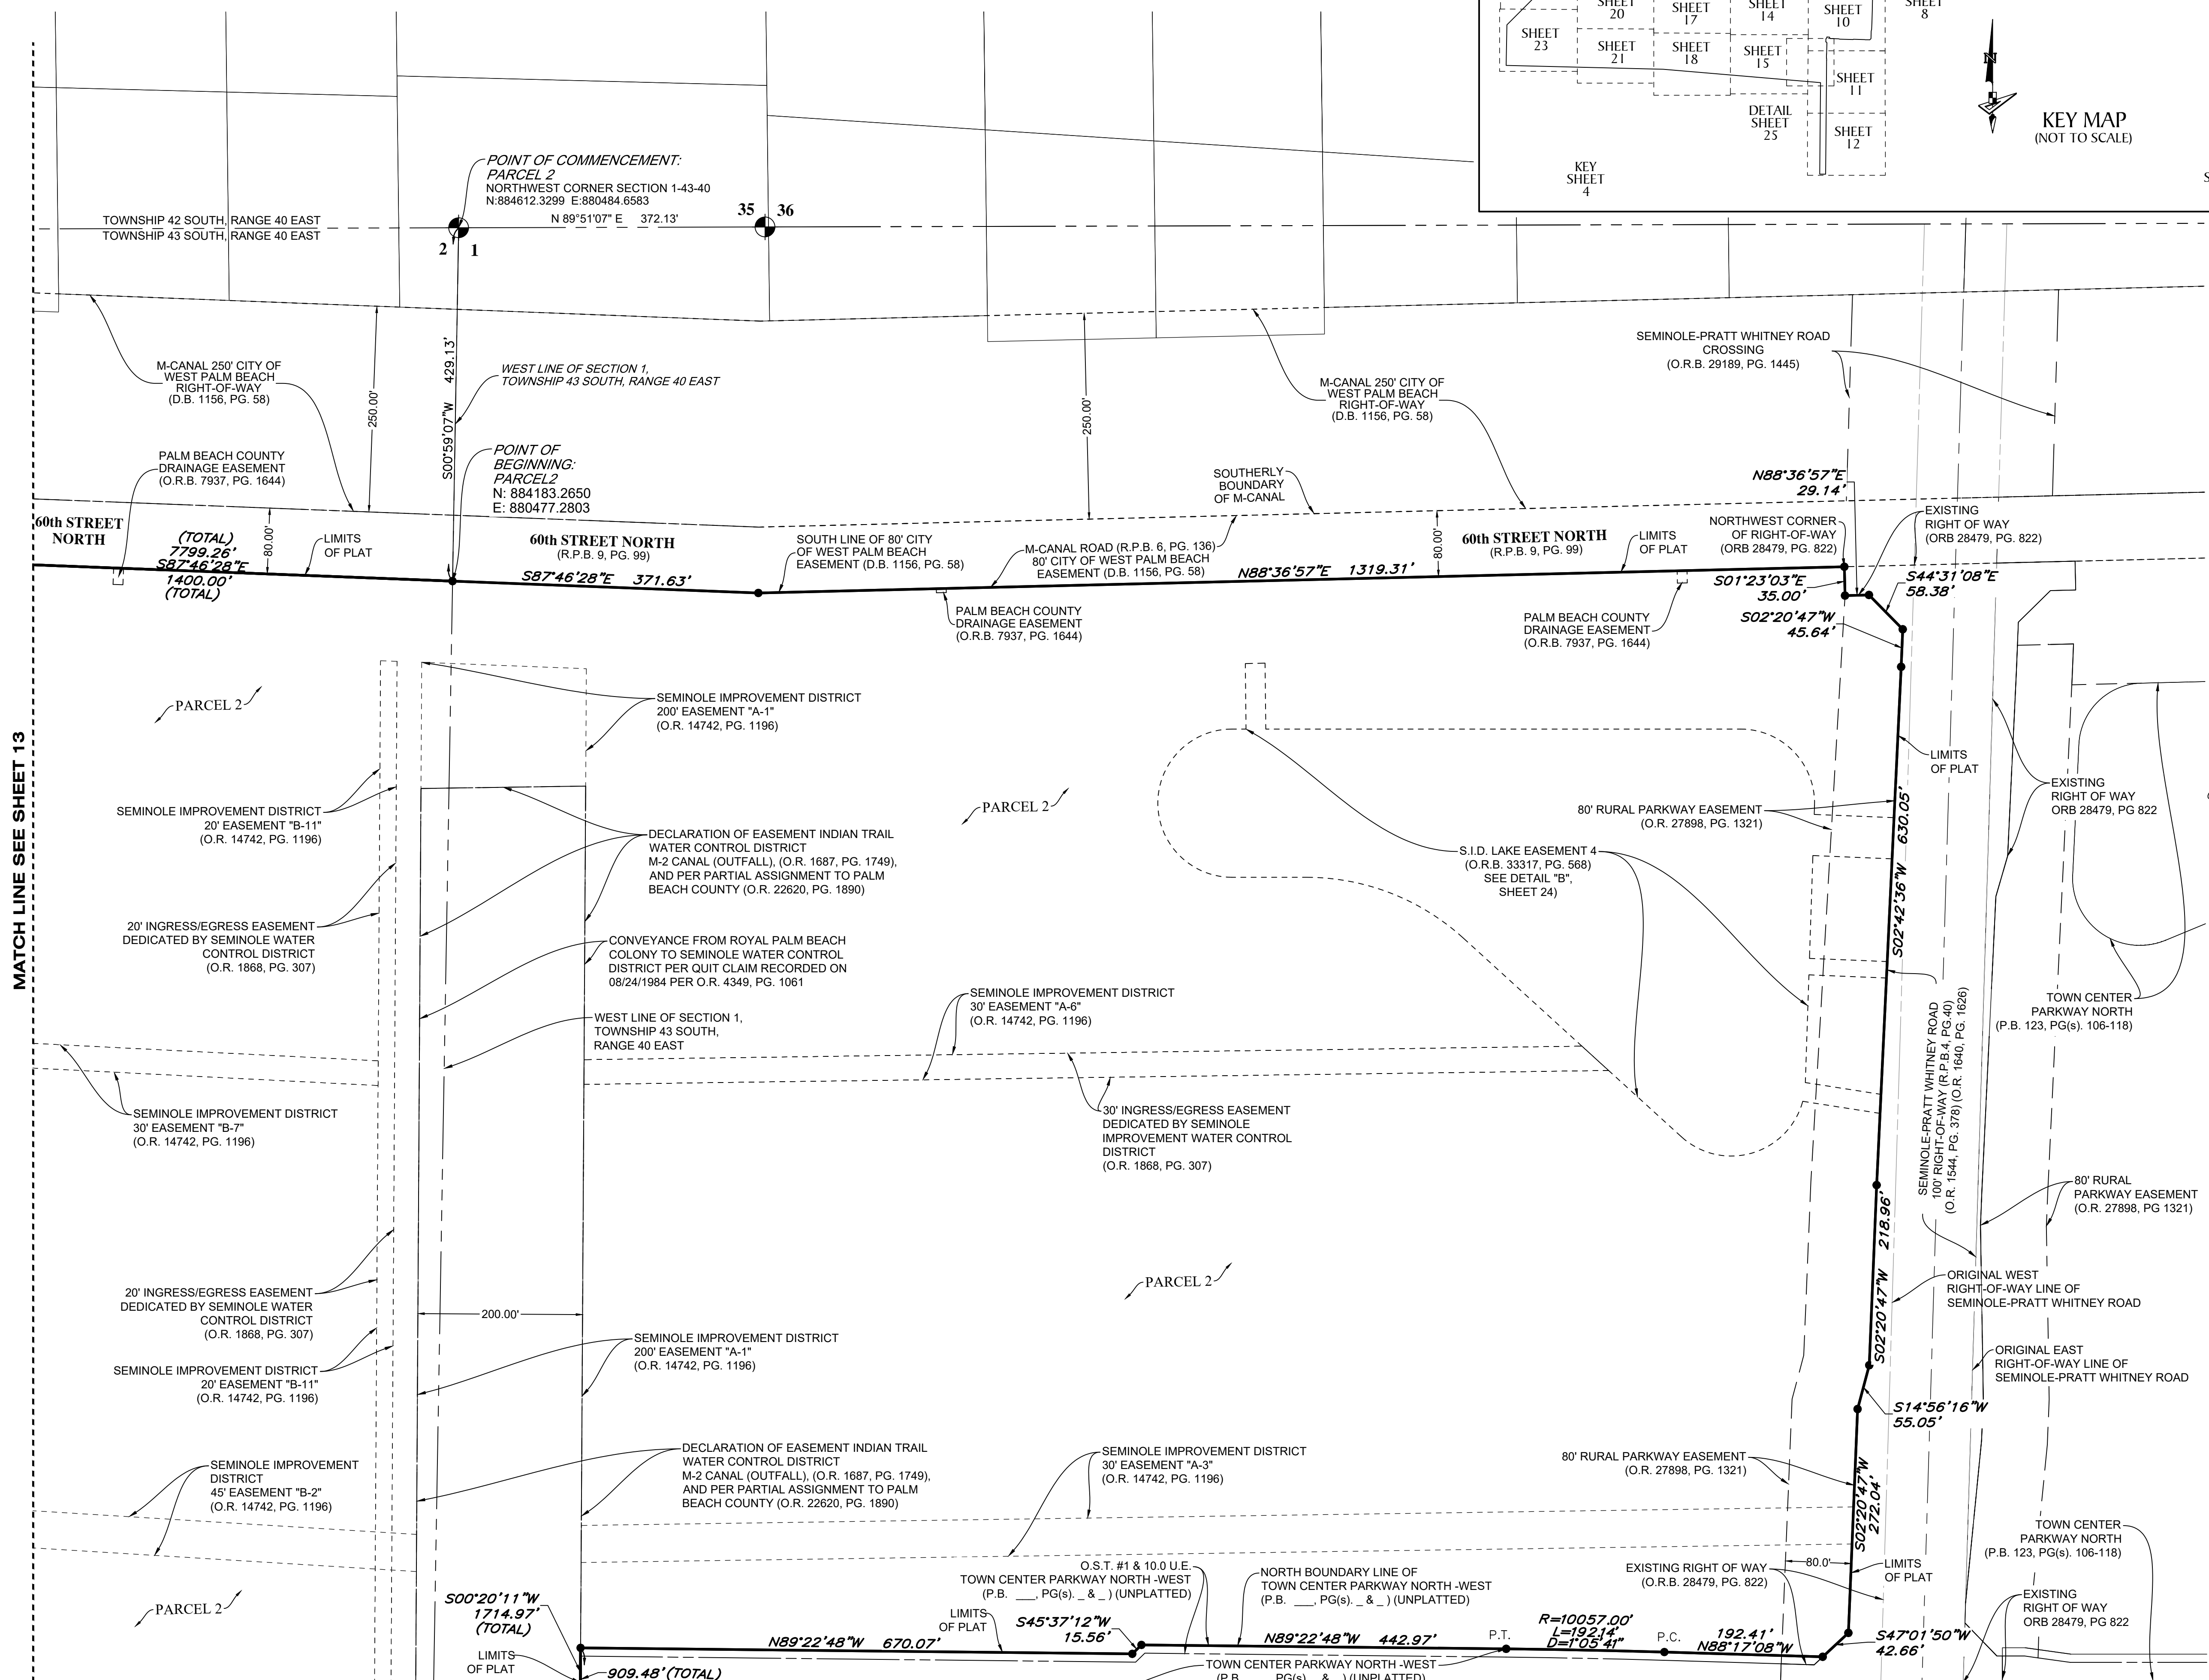 SHEET
20
SHEET
17
SHEET
14
SHEET
10
SHEET
8
SHEET
23
SHEET
21
SHEET
18
SHEET
15
SHEET
11
DETAIL
SHEET
25
SHEET
12
KEY
SHEET
4
N
KEY MAP
(NOT TO SCALE)
POINT OF COMMENCEMENT:
PARCEL 2
NORTHWEST CORNER SECTION 1-43-40
N:884612.3299 E:880484.6583
N 89°51'07" E 372.13'
35 36
2 1
TOWNSHIP 42 SOUTH, RANGE 40 EAST
TOWNSHIP 43 SOUTH, RANGE 40 EAST
S00°59'07"W 429.13'
WEST LINE OF SECTION 1,
TOWNSHIP 43 SOUTH, RANGE 40 EAST
M-CANAL 250' CITY OF
WEST PALM BEACH
RIGHT-OF-WAY
(D.B. 1156, PG. 58)
250.00'
250.00'
M-CANAL 250' CITY OF
WEST PALM BEACH
RIGHT-OF-WAY
(D.B. 1156, PG. 58)
SEMINOLE-PRATT WHITNEY ROAD
CROSSING
(O.R.B. 29189, PG. 1445)
PALM BEACH COUNTY
DRAINAGE EASEMENT
(O.R.B. 7937, PG. 1644)
POINT OF
BEGINNING:
PARCEL2
N: 884183.2650
E: 880477.2803
SOUTHERLY
BOUNDARY
OF M-CANAL
N88°36'57"E
29.14'
60th STREET
NORTH
(TOTAL)
7799.26'
S87°46'28"E
1400.00'
(TOTAL)
80.00'
LIMITS
OF PLAT
60th STREET NORTH
(R.P.B. 9, PG. 99)
S87°46'28"E 371.63'
SOUTH LINE OF 80' CITY
OF WEST PALM BEACH
EASEMENT (D.B. 1156, PG. 58)
M-CANAL ROAD (R.P.B. 6, PG. 136)
80' CITY OF WEST PALM BEACH
EASEMENT (D.B. 1156, PG. 58)
N88°36'57"E 1319.31'
80.00'
60th STREET NORTH
(R.P.B. 9, PG. 99)
LIMITS
OF PLAT
NORTHWEST CORNER
OF RIGHT-OF-WAY
(ORB 28479, PG. 822)
EXISTING
RIGHT OF WAY
(ORB 28479, PG. 822)
S01°23'03"E
35.00'
S44°31'08"E
58.38'
S02°20'47"W
45.64'
PALM BEACH COUNTY
DRAINAGE EASEMENT
(O.R.B. 7937, PG. 1644)
PALM BEACH COUNTY
DRAINAGE EASEMENT
(O.R.B. 7937, PG. 1644)
MATCH LINE SEE SHEET 13
PARCEL 2
SEMINOLE IMPROVEMENT DISTRICT
200' EASEMENT "A-1"
(O.R. 14742, PG. 1196)
LIMITS
OF PLAT
SEMINOLE IMPROVEMENT DISTRICT
20' EASEMENT "B-11"
(O.R. 14742, PG. 1196)
PARCEL 2
80' RURAL PARKWAY EASEMENT
(O.R. 27898, PG. 1321)
EXISTING
RIGHT OF WAY
ORB 28479, PG 822
DECLARATION OF EASEMENT INDIAN TRAIL
WATER CONTROL DISTRICT
M-2 CANAL (OUTFALL), (O.R. 1687, PG. 1749),
AND PER PARTIAL ASSIGNMENT TO PALM
BEACH COUNTY (O.R. 22620, PG. 1890)
S.I.D. LAKE EASEMENT 4
(O.R.B. 33317, PG. 568)
SEE DETAIL "B",
SHEET 24)
S02°42'36"W 630.05'
20' INGRESS/EGRESS EASEMENT
DEDICATED BY SEMINOLE WATER
CONTROL DISTRICT
(O.R. 1868, PG. 307)
CONVEYANCE FROM ROYAL PALM BEACH
COLONY TO SEMINOLE WATER CONTROL
DISTRICT PER QUIT CLAIM RECORDED ON
08/24/1984 PER O.R. 4349, PG. 1061
SEMINOLE IMPROVEMENT DISTRICT
30' EASEMENT "A-6"
(O.R. 14742, PG. 1196)
TOWN CENTER
PARKWAY NORTH
(P.B. 123, PG(s). 106-118)
WEST LINE OF SECTION 1,
TOWNSHIP 43 SOUTH,
RANGE 40 EAST
SEMINOLE-PRATT WHITNEY ROAD
100' RIGHT-OF-WAY (R.P.B.4, PG.40)
(O.R. 1544, PG. 378) (O.R. 1640, PG. 1626)
SEMINOLE IMPROVEMENT DISTRICT
30' EASEMENT "B-7"
(O.R. 14742, PG. 1196)
30' INGRESS/EGRESS EASEMENT
DEDICATED BY SEMINOLE
IMPROVEMENT WATER CONTROL
DISTRICT
(O.R. 1868, PG. 307)
80' RURAL
PARKWAY EASEMENT
(O.R. 27898, PG 1321)
S02°20'47"W 218.96'
PARCEL 2
20' INGRESS/EGRESS EASEMENT
DEDICATED BY SEMINOLE WATER
CONTROL DISTRICT
(O.R. 1868, PG. 307)
200.00'
ORIGINAL WEST
RIGHT-OF-WAY LINE OF
SEMINOLE-PRATT WHITNEY ROAD
SEMINOLE IMPROVEMENT DISTRICT
200' EASEMENT "A-1"
(O.R. 14742, PG. 1196)
ORIGINAL EAST
RIGHT-OF-WAY LINE OF
SEMINOLE-PRATT WHITNEY ROAD
SEMINOLE IMPROVEMENT DISTRICT
20' EASEMENT "B-11"
(O.R. 14742, PG. 1196)
S14°56'16"W
55.05'
DECLARATION OF EASEMENT INDIAN TRAIL
WATER CONTROL DISTRICT
M-2 CANAL (OUTFALL), (O.R. 1687, PG. 1749),
AND PER PARTIAL ASSIGNMENT TO PALM
BEACH COUNTY (O.R. 22620, PG. 1890)
SEMINOLE IMPROVEMENT DISTRICT
30' EASEMENT "A-3"
(O.R. 14742, PG. 1196)
80' RURAL PARKWAY EASEMENT
(O.R. 27898, PG. 1321)
SEMINOLE IMPROVEMENT
DISTRICT
45' EASEMENT "B-2"
(O.R. 14742, PG. 1196)
S02°20'47"W
272.04'
TOWN CENTER
PARKWAY NORTH
(P.B. 123, PG(s). 106-118)
O.S.T. #1 & 10.0 U.E.
TOWN CENTER PARKWAY NORTH -WEST
(P.B. ___, PG(s). _ & _ ) (UNPLATTED)
NORTH BOUNDARY LINE OF
TOWN CENTER PARKWAY NORTH -WEST
(P.B. ___, PG(s). _ & _ ) (UNPLATTED)
EXISTING RIGHT OF WAY
(O.R.B. 28479, PG. 822)
80.0'
LIMITS
OF PLAT
EXISTING
RIGHT OF WAY
ORB 28479, PG 822
PARCEL 2
S00°20'11"W
1714.97'
(TOTAL)
LIMITS
OF PLAT
N89°22'48"W 670.07'
LIMITS
OF PLAT
S45°37'12"W
15.56'
N89°22'48"W 442.97'
P.T.
R=10057.00'
L=192.14'
D=1°05'41"
P.C.
192.41'
N88°17'08"W
S47°01'50"W
42.66'
909.48' (TOTAL)
TOWN CENTER PARKWAY NORTH -WEST
(P.B. ___, PG(s). _ & _ ) (UNPLATTED)